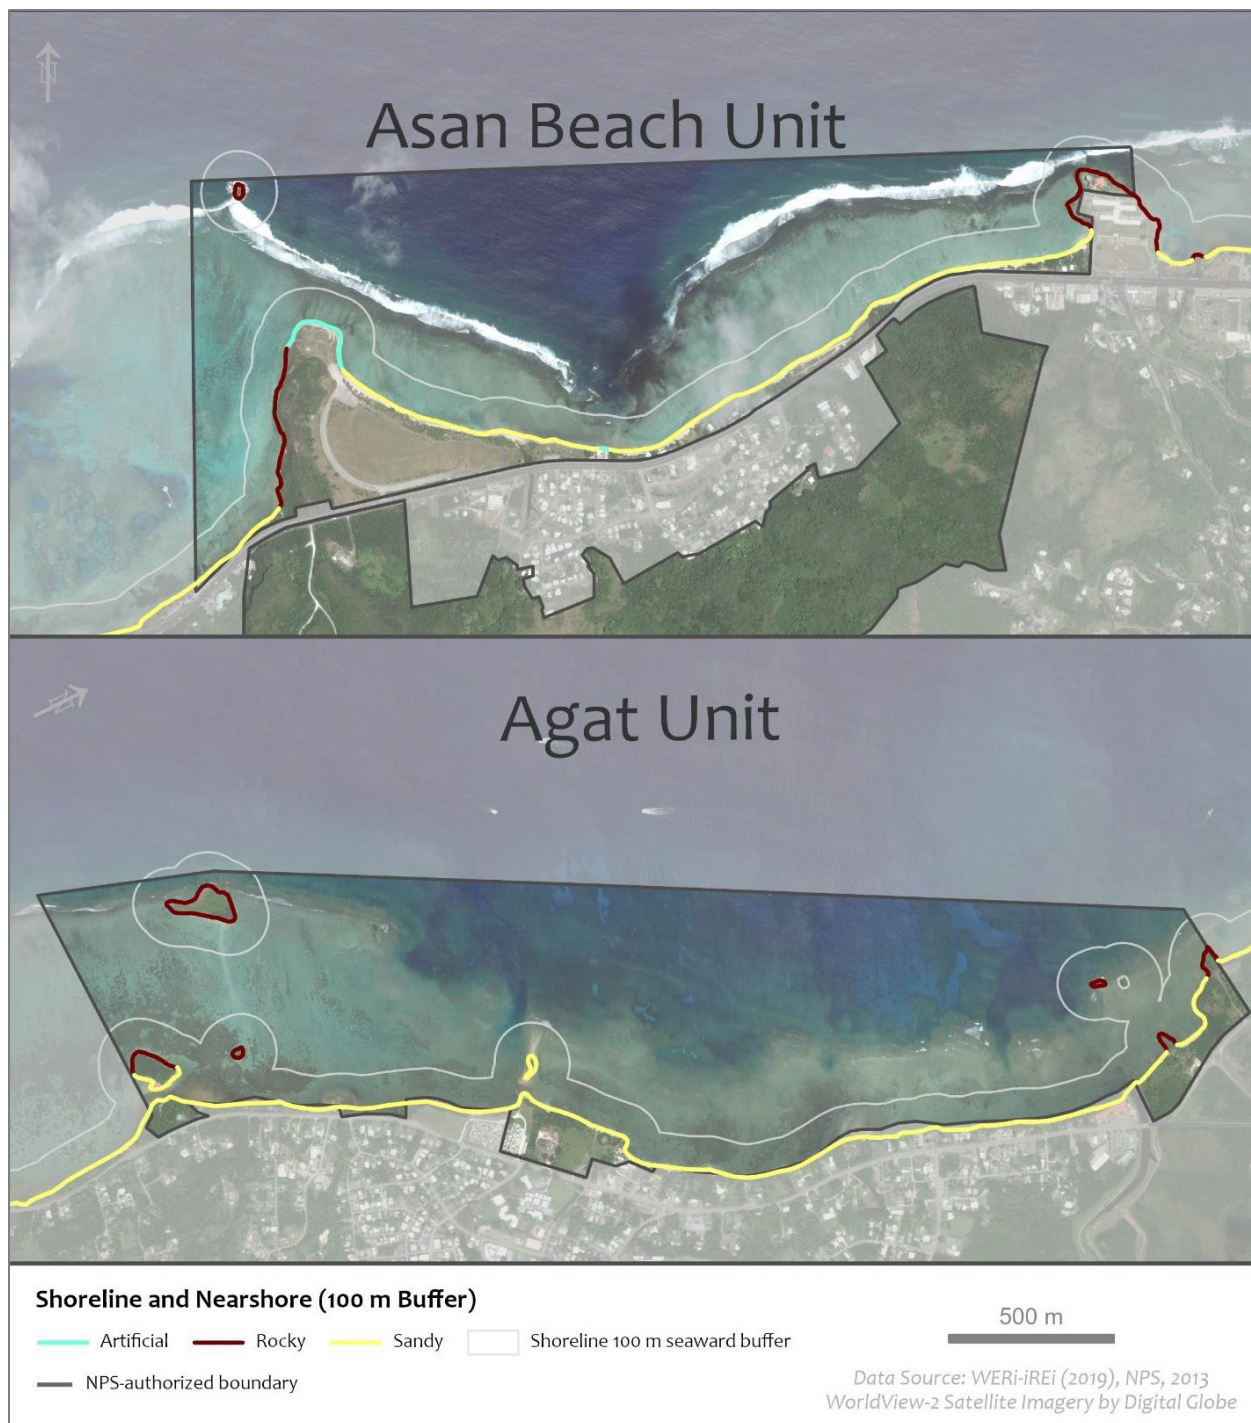 N
Asan Beach Unit
N
Agat Unit
Shoreline and Nearshore (100 m Buffer)
Artificial
Rocky
Sandy
Shoreline 100 m seaward buffer
NPS-authorized boundary
500 m
Data Source: WERi-iREi (2019), NPS, 2013
WorldView-2 Satellite Imagery by Digital Globe